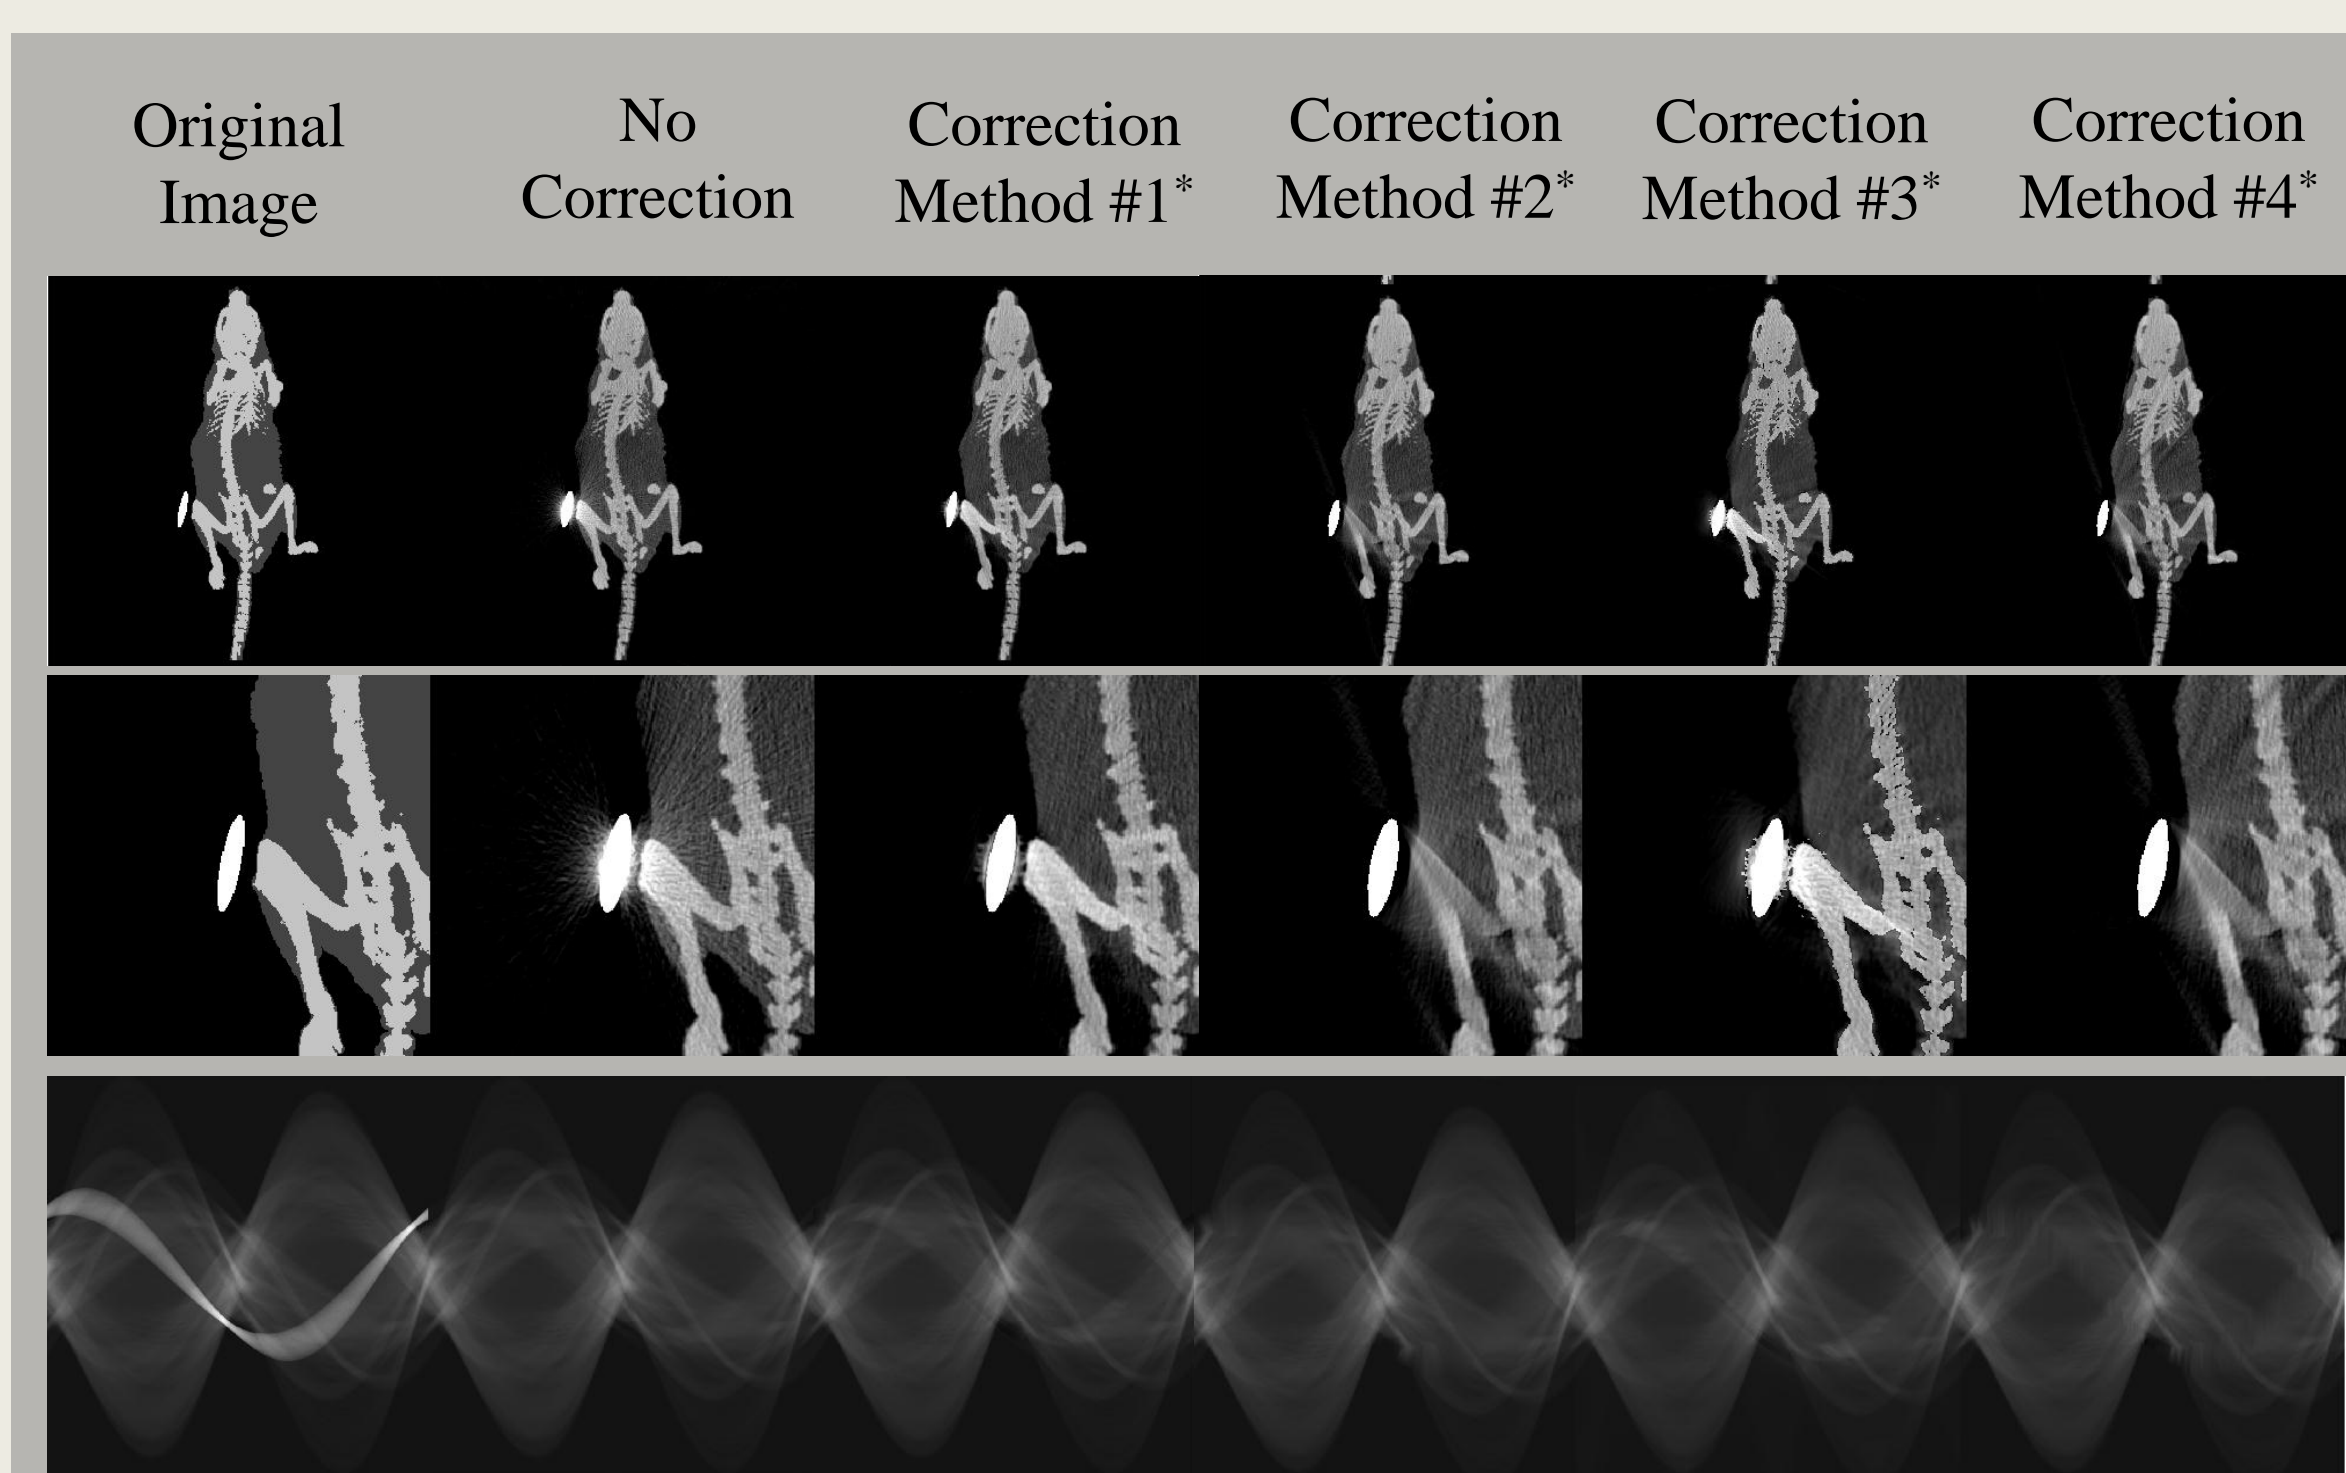 Original
Image
No
Correction
Correction
Method #1*
Correction
Method #2*
Correction
Method #3*
Correction
Method #4*